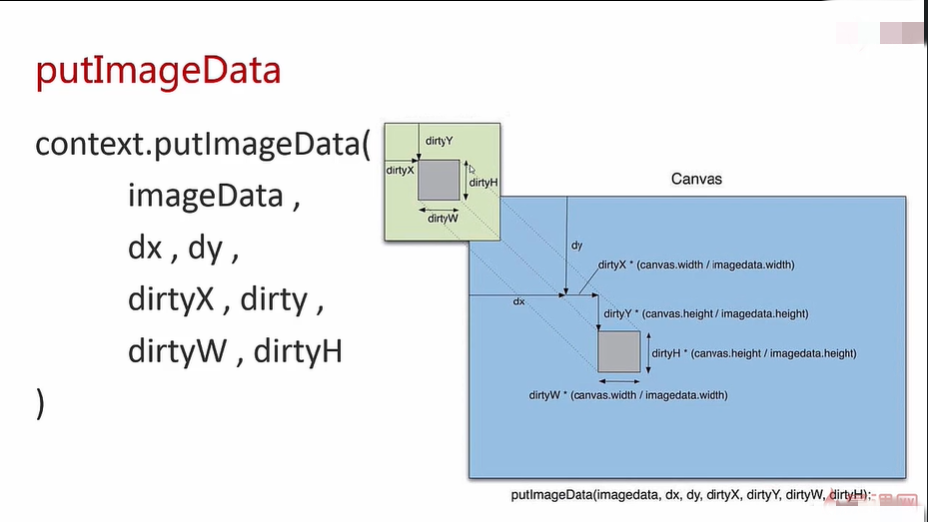 putImageData
context.putImageData(
imageData ,
dx , dy ,
dirtyX , dirty ,
dirtyW , dirtyH
)
dirtyY
dirtyX
dirtyH
dirtyW
Canvas
dy
dirtyX * (canvas.width / imagedata.width)
dx
dirtyY * (canvas.height / imagedata.height)
dirtyH * (canvas.height / imagedata.height)
dirtyW * (canvas.width / imagedata.width)
putImageData(imagedata, dx, dy, dirtyX, dirtyY, dirtyW, dirtyH);